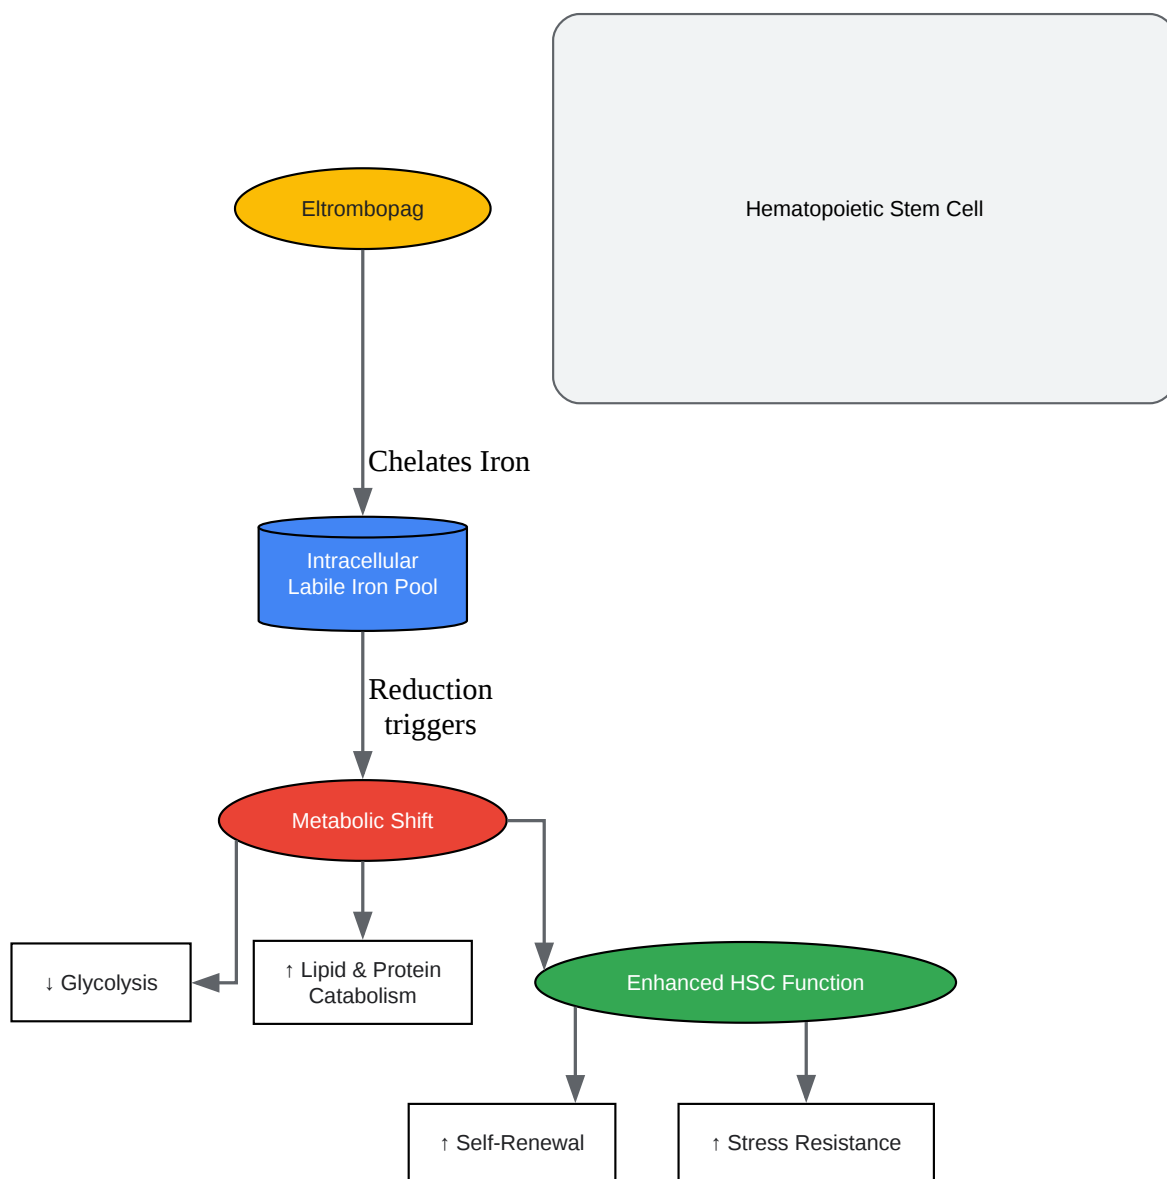 Eltrombopag
Hematopoietic Stem Cell
Chelates Iron
Intracellular
Labile Iron Pool
Reduction
triggers
Metabolic Shift
↓ Glycolysis
↑ Lipid & Protein
Catabolism
Enhanced HSC Function
↑ Self-Renewal
↑ Stress Resistance